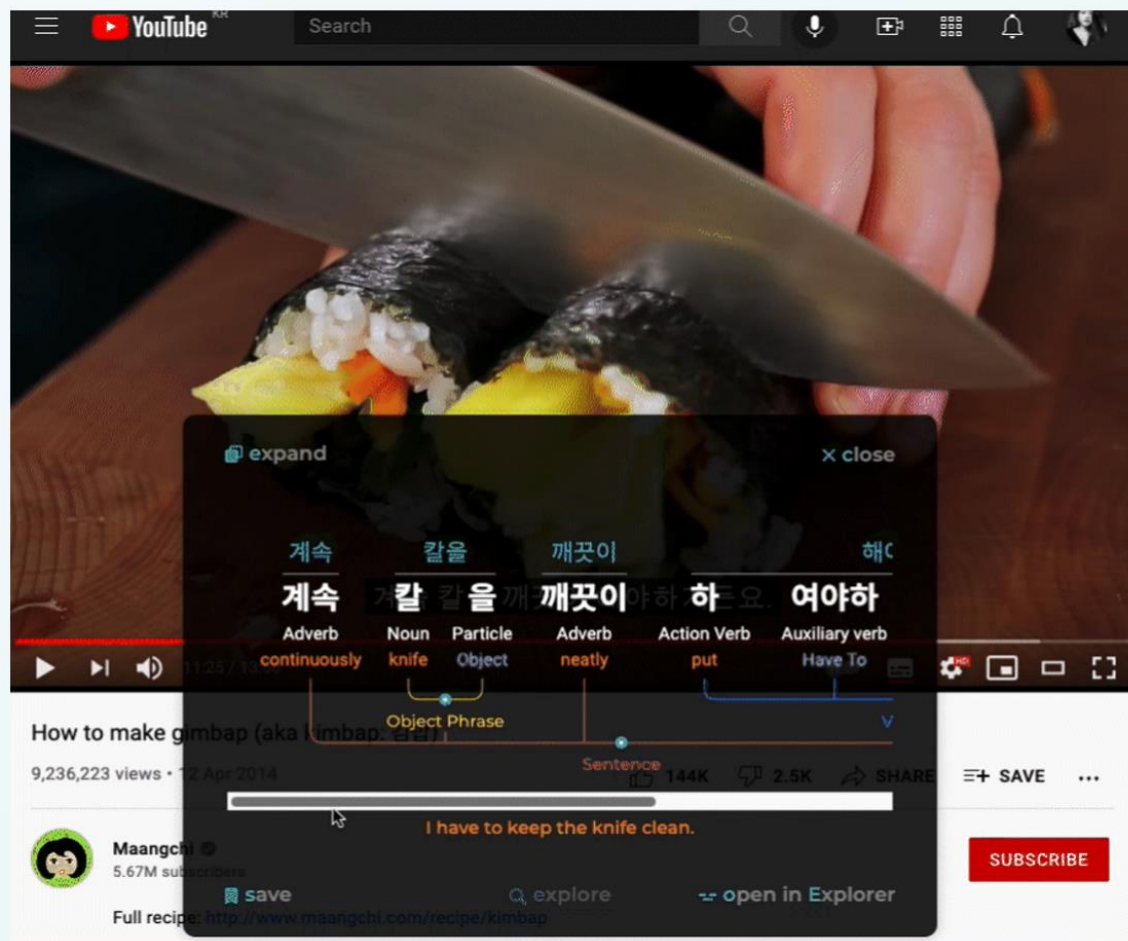 YouTube KR
Search
expand
× close
계속 칼을 깨끗이
계속 칼 을 깨끗이 하 여야하
Adverb Noun Particle Adverb Action Verb Auxiliary verb
continuously knife Object neatly put Have To
Object Phrase
Sentence
How to make gimbap (aka kimbap: 김밥)
9,236,223 views • 12 Apr 2014 144K 2.5K SHARE SAVE ...
I have to keep the knife clean.
Maangchi
5.67M subscribers
SUBSCRIBE
save explore open in Explorer
Full recipe: http://www.maangchi.com/recipe/kimbap